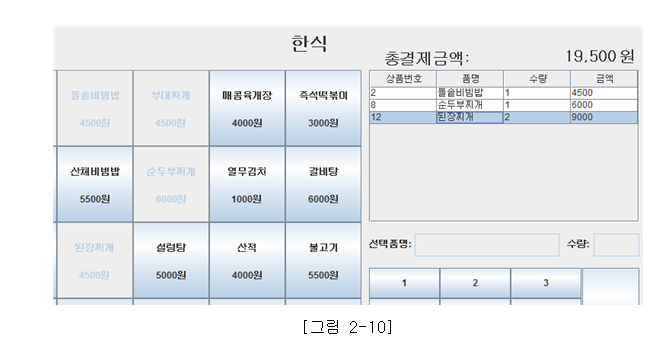 한식
총결제금액: 19,500원
돌솥비빔밥 부대찌개 매콤육개장 즉석떡볶이
4500원 4500원 4000원 3000원
산채비빔밥 순두부찌개 열무김치 갈비탕
5500원 6000원 1000원 6000원
된장찌개 설렁탕 산적 불고기
4500원 5000원 4000원 5500원
상품번호 품명 수량 금액
2 돌솥비빔밥 1 4500
8 순두부찌개 1 6000
12 된장찌개 2 9000
선택품명: 수량:
1 2 3
[그림 2-10]